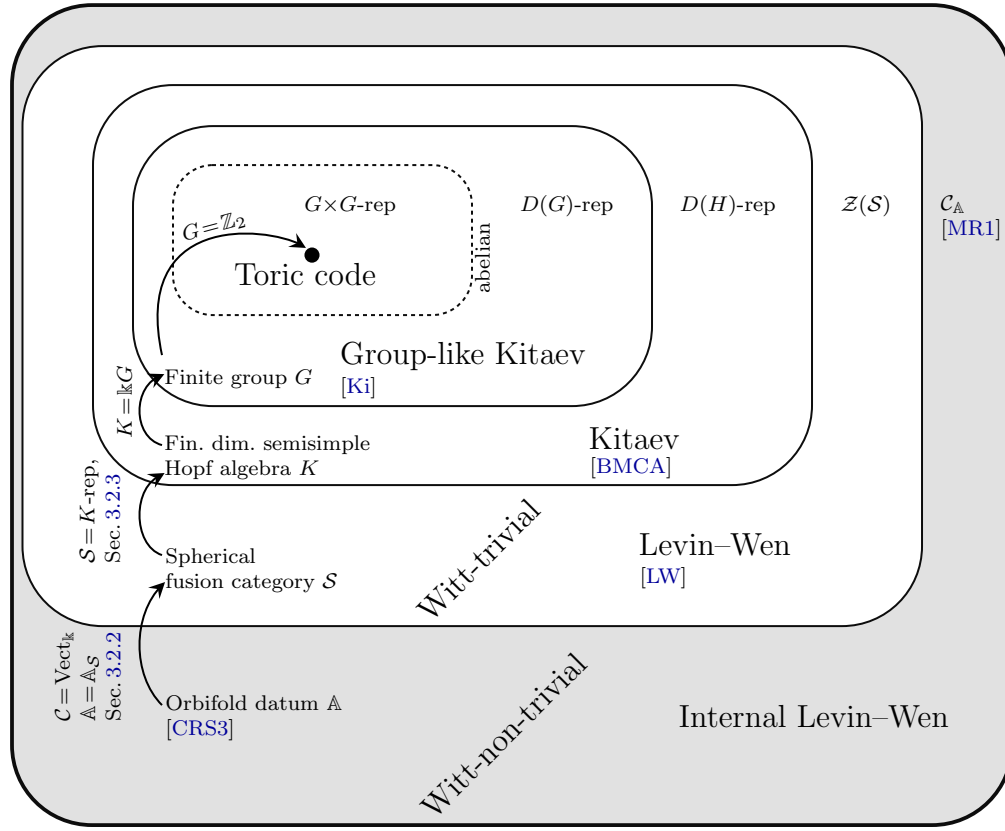 G×G-rep
D(G)-rep
D(H)-rep
𝒵(𝒮)
𝒞_𝔸
[MR1]
G=ℤ₂
Toric code
abelian
Group-like Kitaev
[Ki]
Finite group G
K=𝕜G
Kitaev
[BMCA]
Fin. dim. semisimple
Hopf algebra K
𝒮=K-rep,
Sec. 3.2.3
Witt-trivial
Levin–Wen
[LW]
Spherical
fusion category 𝒮
𝒞=Vect_𝕜
𝔸=𝔸_𝒮
Sec. 3.2.2
Orbifold datum 𝔸
[CRS3]
Witt-non-trivial
Internal Levin–Wen